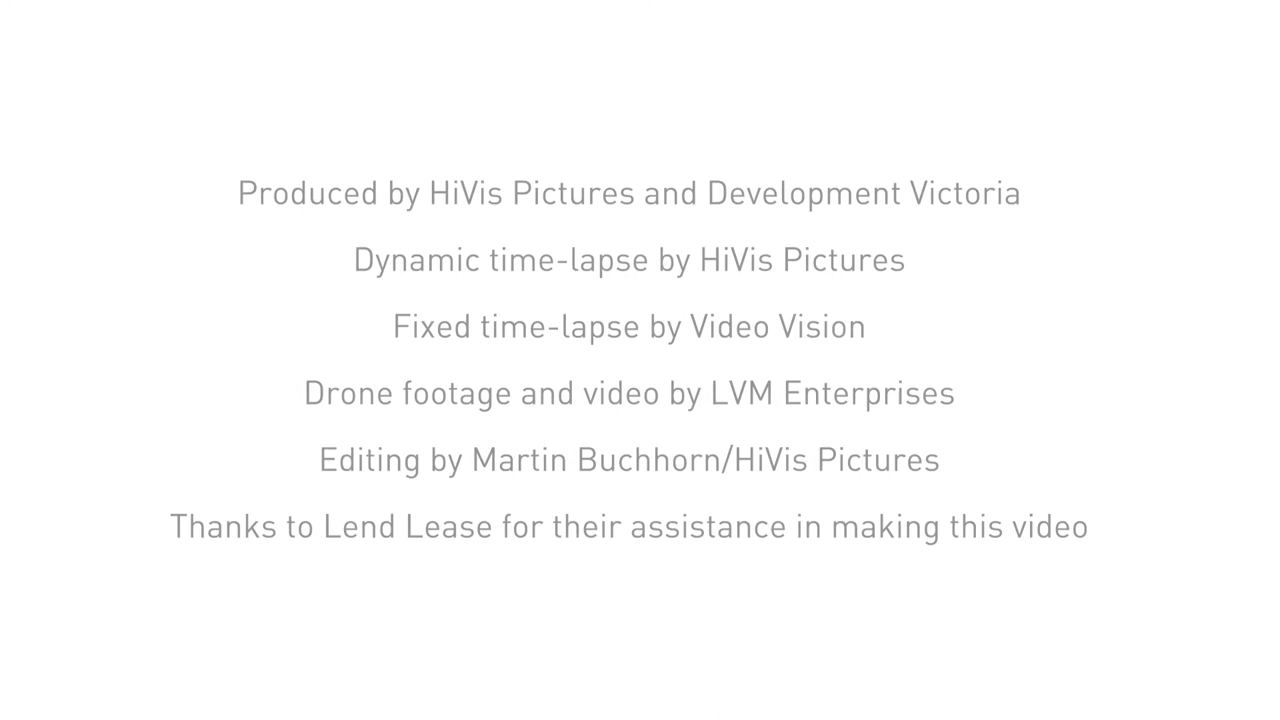 Produced by HiVis Pictures and Development Victoria
Dynamic time-lapse by HiVis Pictures
Fixed time-lapse by Video Vision
Drone footage and video by LVM Enterprises
Editing by Martin Buchhorn/HiVis Pictures
Thanks to Lend Lease for their assistance in making this video